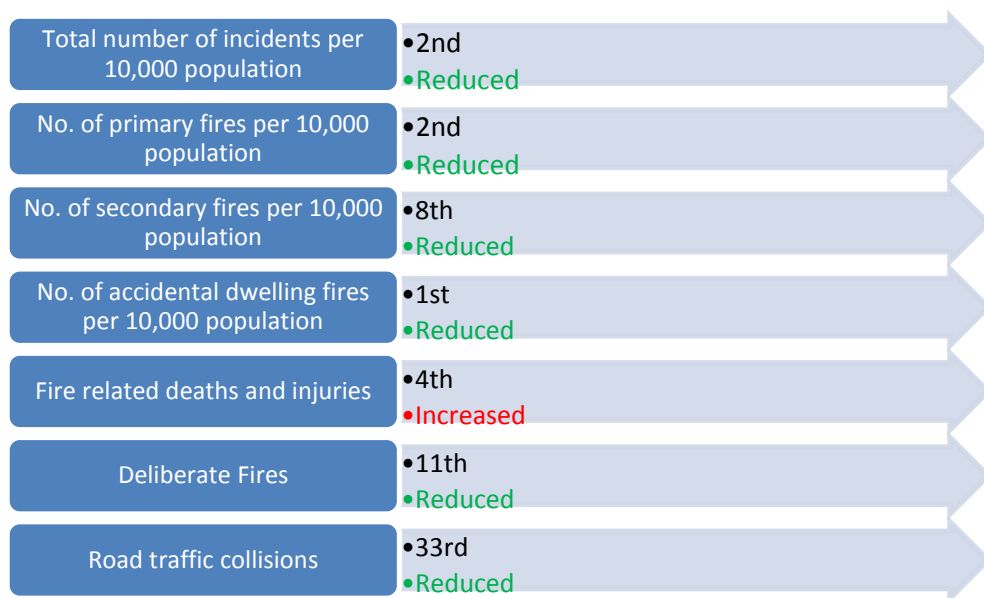 Total number of incidents per
10,000 population
•2nd
•Reduced
No. of primary fires per 10,000
population
•2nd
•Reduced
No. of secondary fires per 10,000
population
•8th
•Reduced
No. of accidental dwelling fires
per 10,000 population
•1st
•Reduced
Fire related deaths and injuries
•4th
•Increased
Deliberate Fires
•11th
•Reduced
Road traffic collisions
•33rd
•Reduced